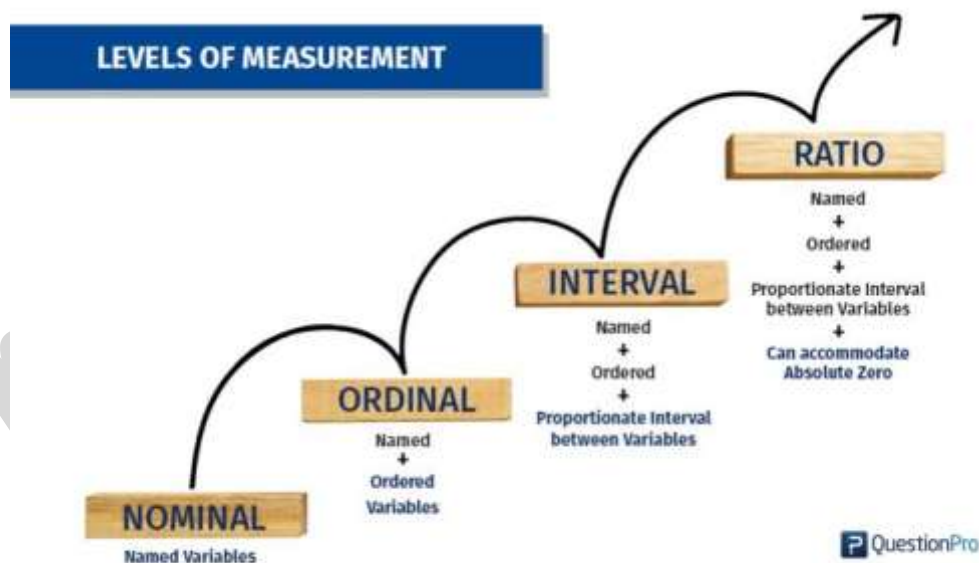 LEVELS OF MEASUREMENT
RATIO
Named
+
Ordered
+
Proportionate Interval
between Variables
+
Can accommodate
Absolute Zero
INTERVAL
Named
+
Ordered
+
Proportionate Interval
between Variables
ORDINAL
Named
+
Ordered
Variables
NOMINAL
Named Variables
QuestionPro